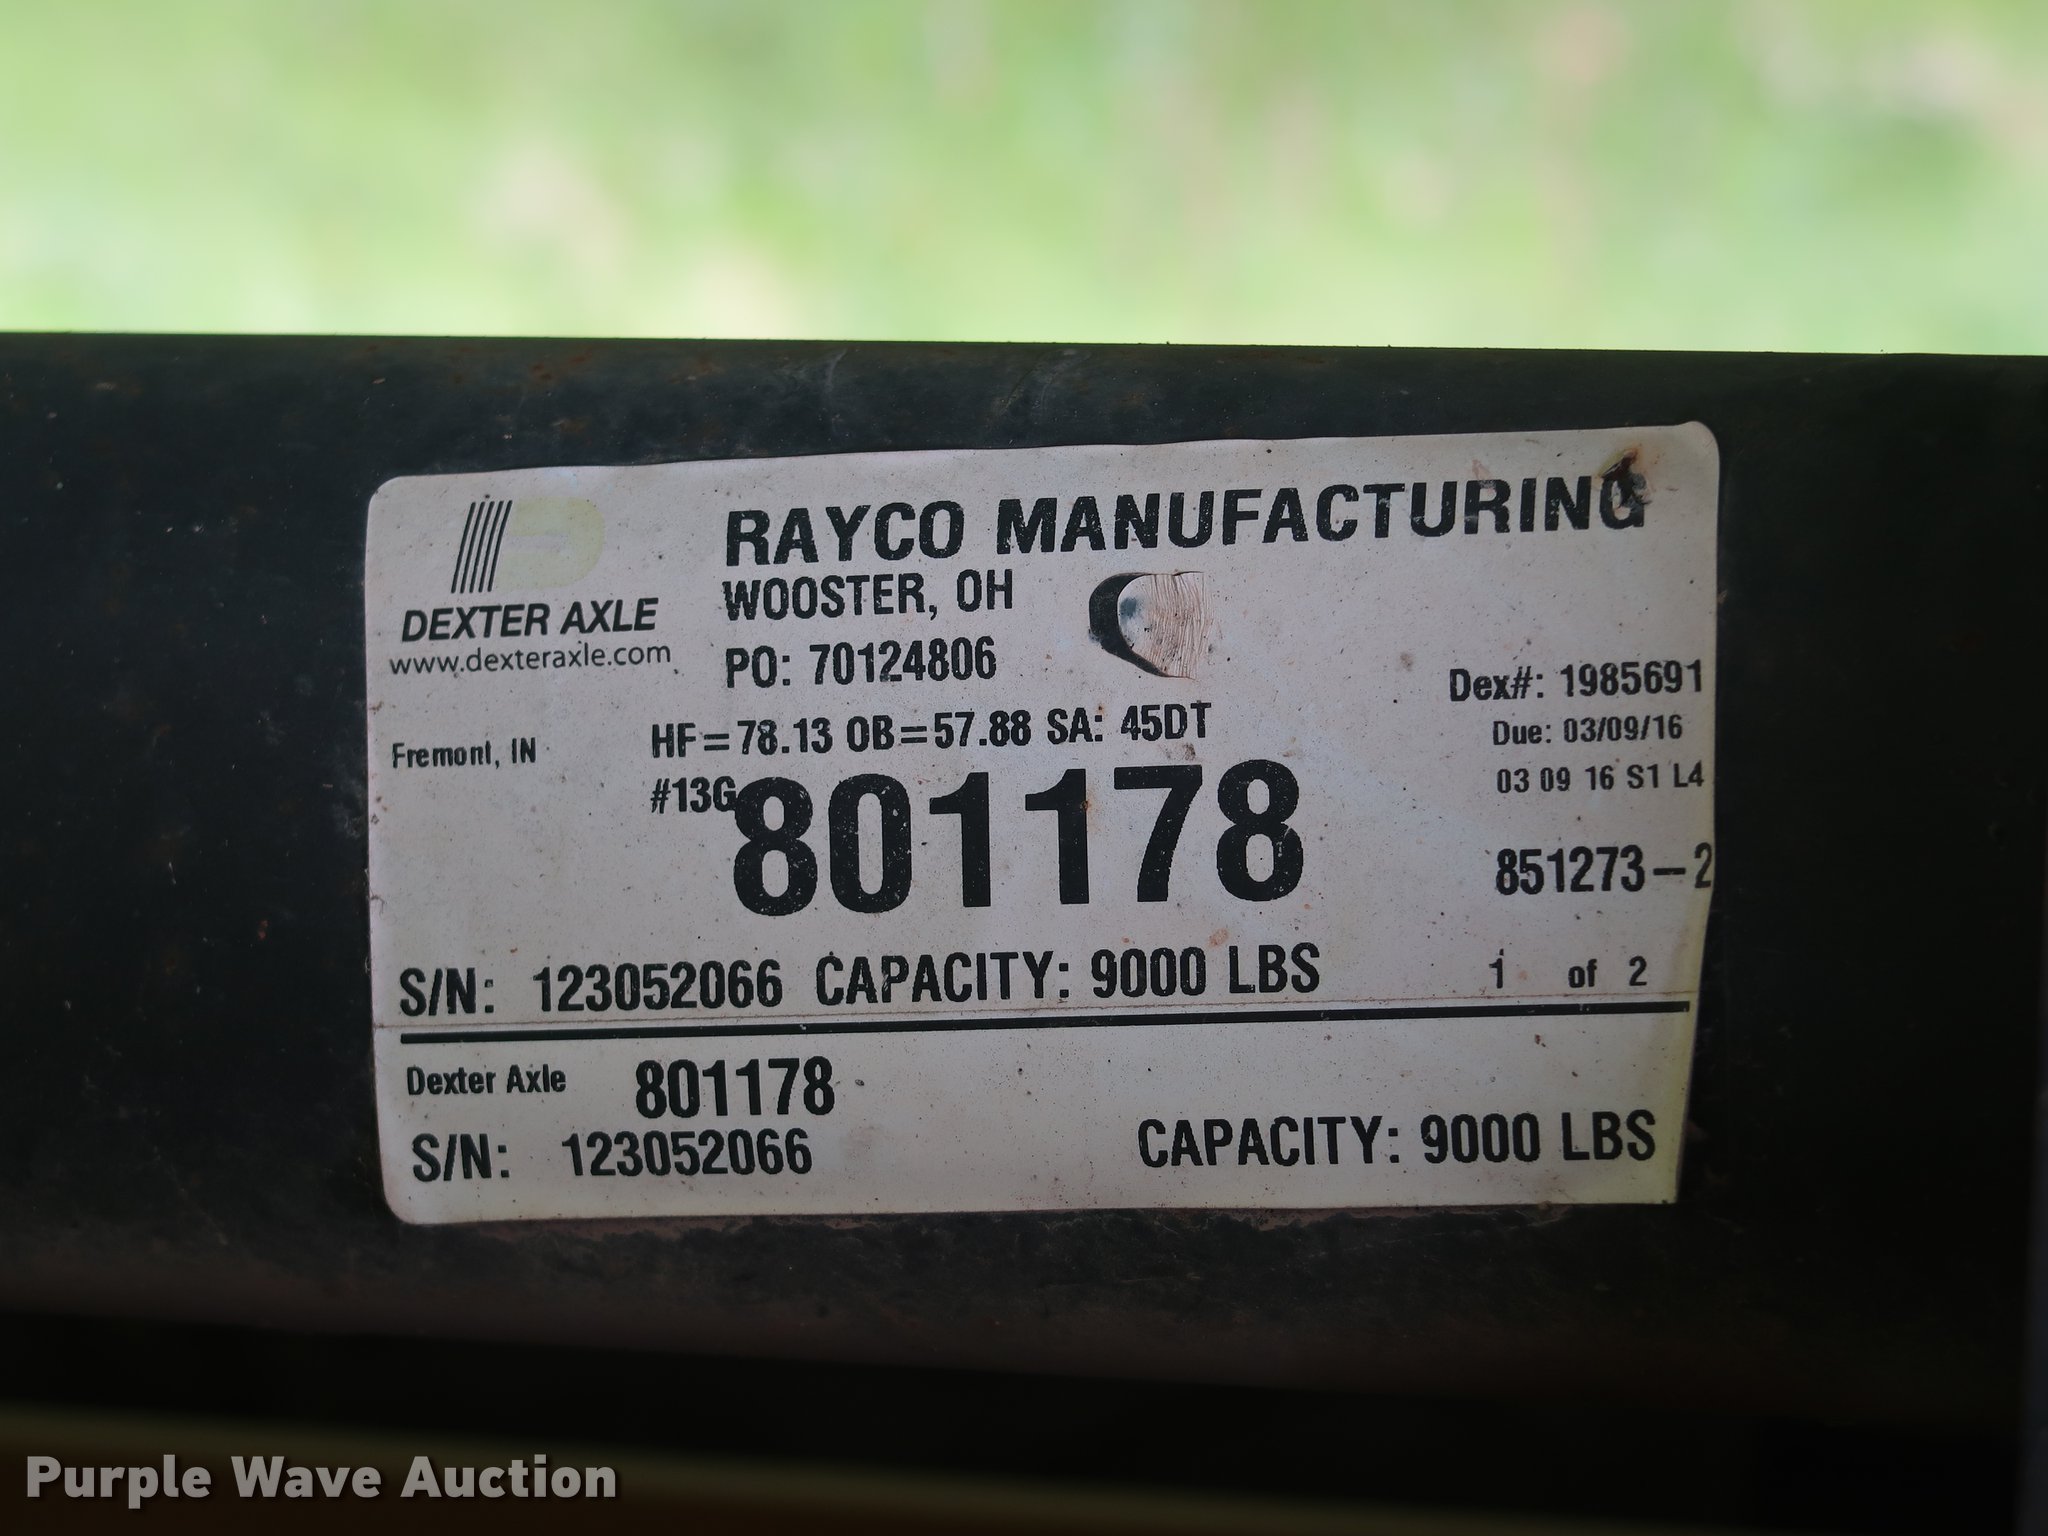 RAYCO MANUFACTURING
DEXTER AXLE
www.dexteraxle.com
WOOSTER, OH
PO: 70124806
Dex#: 1985691
Fremont, IN
HF=78.13 OB=57.88 SA: 45DT
Due: 03/09/16
#13G
801178
03 09 16 S1 L4
851273-2
S/N: 123052066 CAPACITY: 9000 LBS
1 of 2
Dexter Axle 801178
S/N: 123052066
CAPACITY: 9000 LBS
Purple Wave Auction